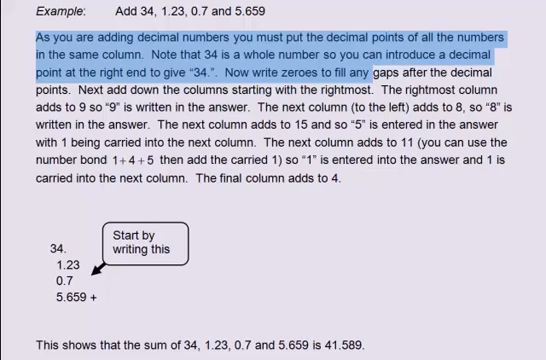 Example: Add 34, 1.23, 0.7 and 5.659
As you are adding decimal numbers you must put the decimal points of all the numbers
in the same column. Note that 34 is a whole number so you can introduce a decimal
point at the right end to give “34.”. Now write zeroes to fill any gaps after the decimal
points. Next add down the columns starting with the rightmost. The rightmost column
adds to 9 so “9” is written in the answer. The next column (to the left) adds to 8, so “8” is
written in the answer. The next column adds to 15 and so “5” is entered in the answer
with 1 being carried into the next column. The next column adds to 11 (you can use the
number bond 1+4+5 then add the carried 1) so “1” is entered into the answer and 1 is
carried into the next column. The final column adds to 4.
Start by
writing this
34.
1.23
0.7
5.659 +
This shows that the sum of 34, 1.23, 0.7 and 5.659 is 41.589.